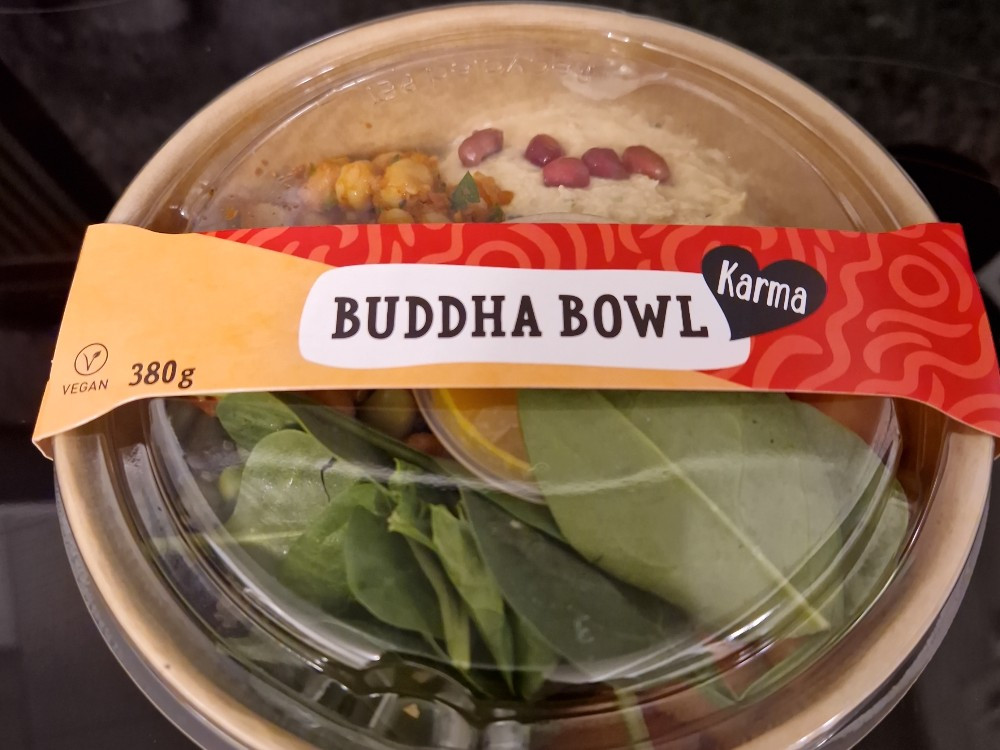 BUDDHA BOWL
Karma
VEGAN
380g